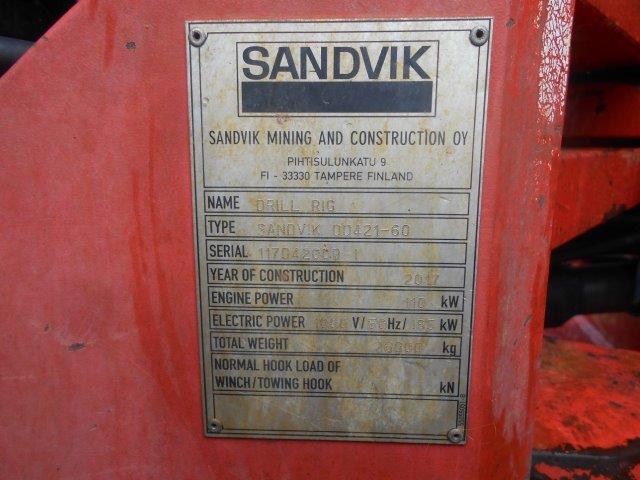 SANDVIK
SANDVIK MINING AND CONSTRUCTION OY
PIHTISULUNKATU 9
FI - 33330 TAMPERE FINLAND
NAME DRILL RIG
TYPE SANDVIK DD421-60
SERIAL
YEAR OF CONSTRUCTION 2017
ENGINE POWER 110 kW
ELECTRIC POWER V/ Hz/ kW
TOTAL WEIGHT kg
NORMAL HOOK LOAD OF
WINCH/TOWING HOOK kN